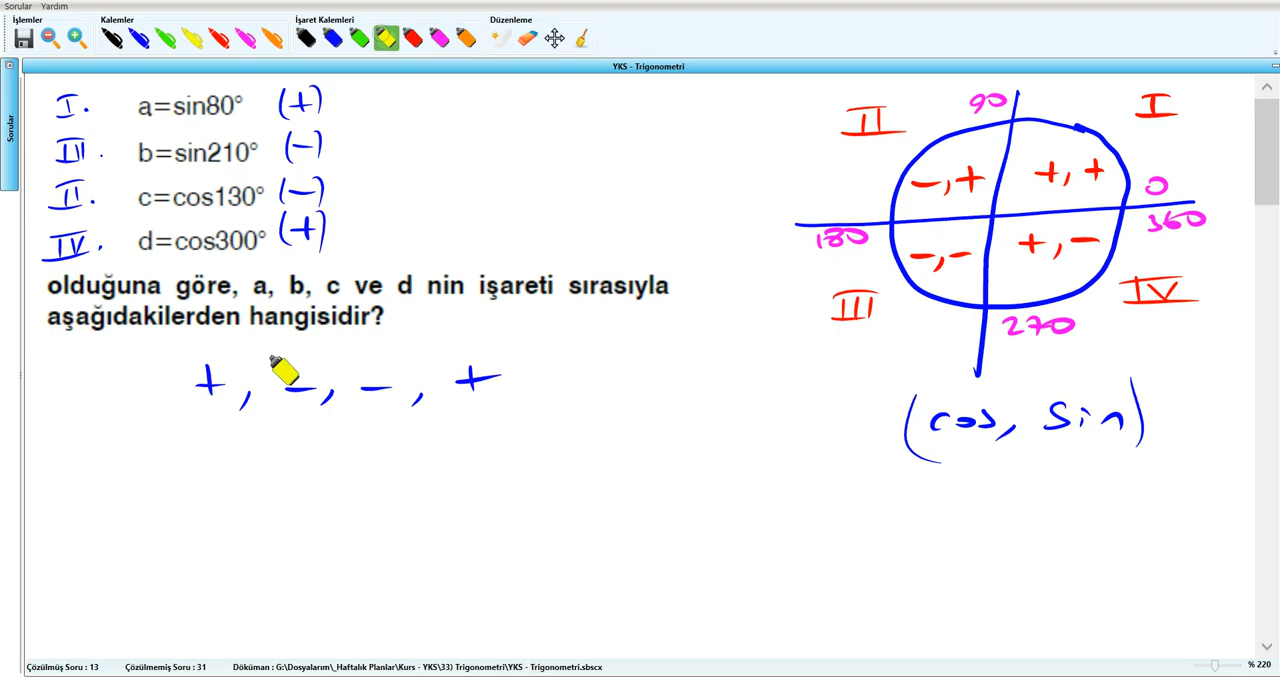 Sorular Yardım
İşlemler Kalemler İşaret Kalemleri Düzenleme
YKS - Trigonometri
Sorular
I. a=sin80° (+)
III. b=sin210° (−)
II. c=cos130° (−)
IV. d=cos300° (+)
olduğuna göre, a, b, c ve d nin işareti sırasıyla
aşağıdakilerden hangisidir?
+, −, −, +
90
II I
−,+ +,+
0
180 360
−,− +,−
III IV
270
(cos, Sin)
Çözülmüş Soru : 13 Çözülmemiş Soru : 31 Döküman : G:\Dosyalarım\_Haftalık Planlar\Kurs - YKS\33) Trigonometri\YKS - Trigonometri.sbscx % 220